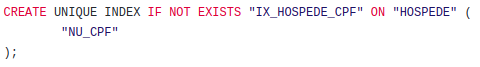 CREATE UNIQUE INDEX IF NOT EXISTS "IX_HOSPEDE_CPF" ON "HOSPEDE" (
"NU_CPF"
);